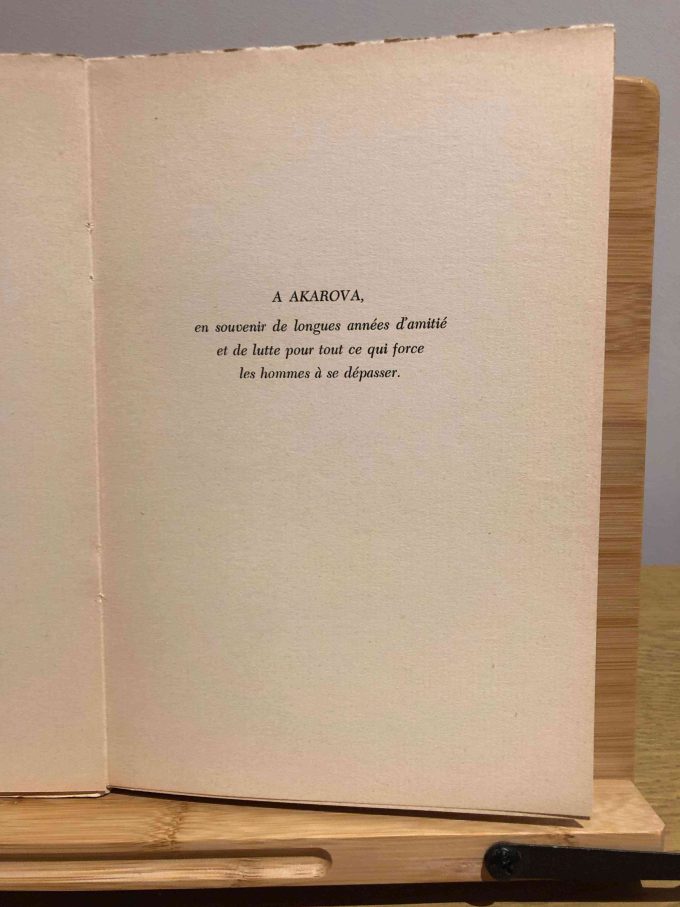 A AKAROVA,
en souvenir de longues années d'amitié
et de lutte pour tout ce qui force
les hommes à se dépasser.